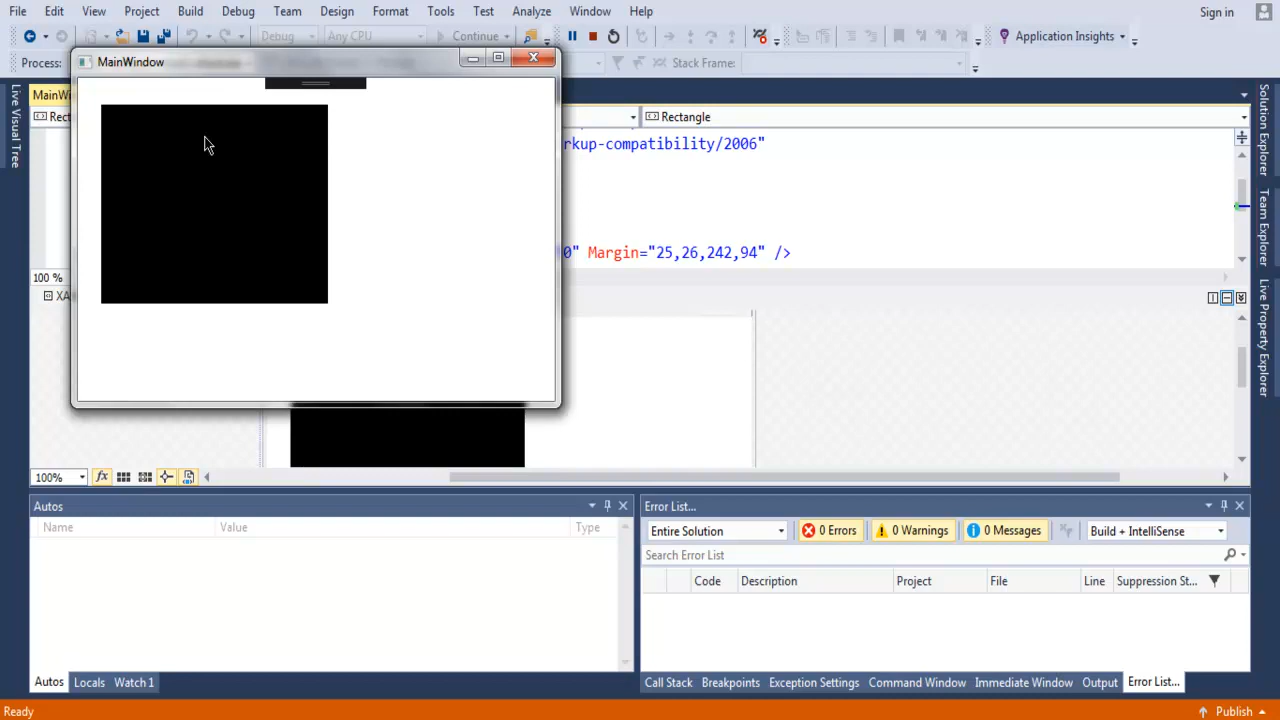 File Edit View Project Build Debug Team Design Format Tools Test Analyze Window Help Sign in
Debug Any CPU Continue Application Insights
Process: Stack Frame:
MainWindow
MainWi
Rect Rectangle
rkup-compatibility/2006"
0" Margin="25,26,242,94" />
100 %
XA
Live Visual Tree
Solution Explorer
Team Explorer
Live Property Explorer
100% fx
Autos
Name Value Type
Error List...
Entire Solution 0 Errors 0 Warnings 0 Messages Build + IntelliSense
Search Error List
Code Description Project File Line Suppression St...
Autos Locals Watch 1
Call Stack Breakpoints Exception Settings Command Window Immediate Window Output Error List...
Ready Publish